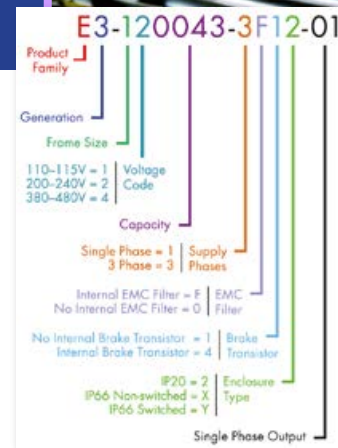 E3-120043-3F12-01
Product
Family
Generation
Frame Size
110–115V = 1
200–240V = 2
380–480V = 4
Voltage
Code
Capacity
Single Phase = 1
3 Phase = 3
Supply
Phases
Internal EMC Filter = F
No Internal EMC Filter = 0
EMC
Filter
No Internal Brake Transistor = 1
Internal Brake Transistor = 4
Brake
Transistor
IP20 = 2
IP66 Non-switched = X
IP66 Switched = Y
Enclosure
Type
Single Phase Output